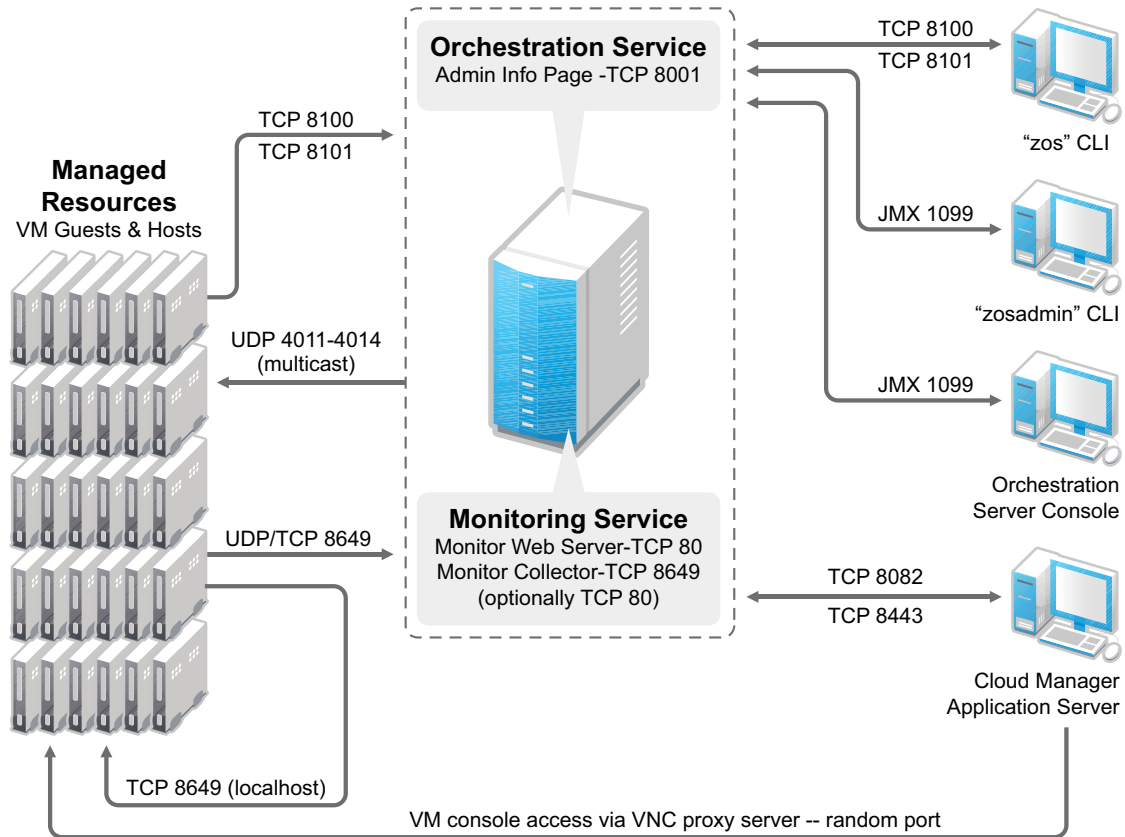 Orchestration Service
Admin Info Page -TCP 8001
TCP 8100
TCP 8101
"zos" CLI
TCP 8100
TCP 8101
Managed
Resources
VM Guests & Hosts
JMX 1099
"zosadmin" CLI
UDP 4011-4014
(multicast)
JMX 1099
Orchestration
Server Console
Monitoring Service
Monitor Web Server-TCP 80
Monitor Collector-TCP 8649
(optionally TCP 80)
UDP/TCP 8649
TCP 8082
TCP 8443
Cloud Manager
Application Server
TCP 8649 (localhost)
VM console access via VNC proxy server -- random port